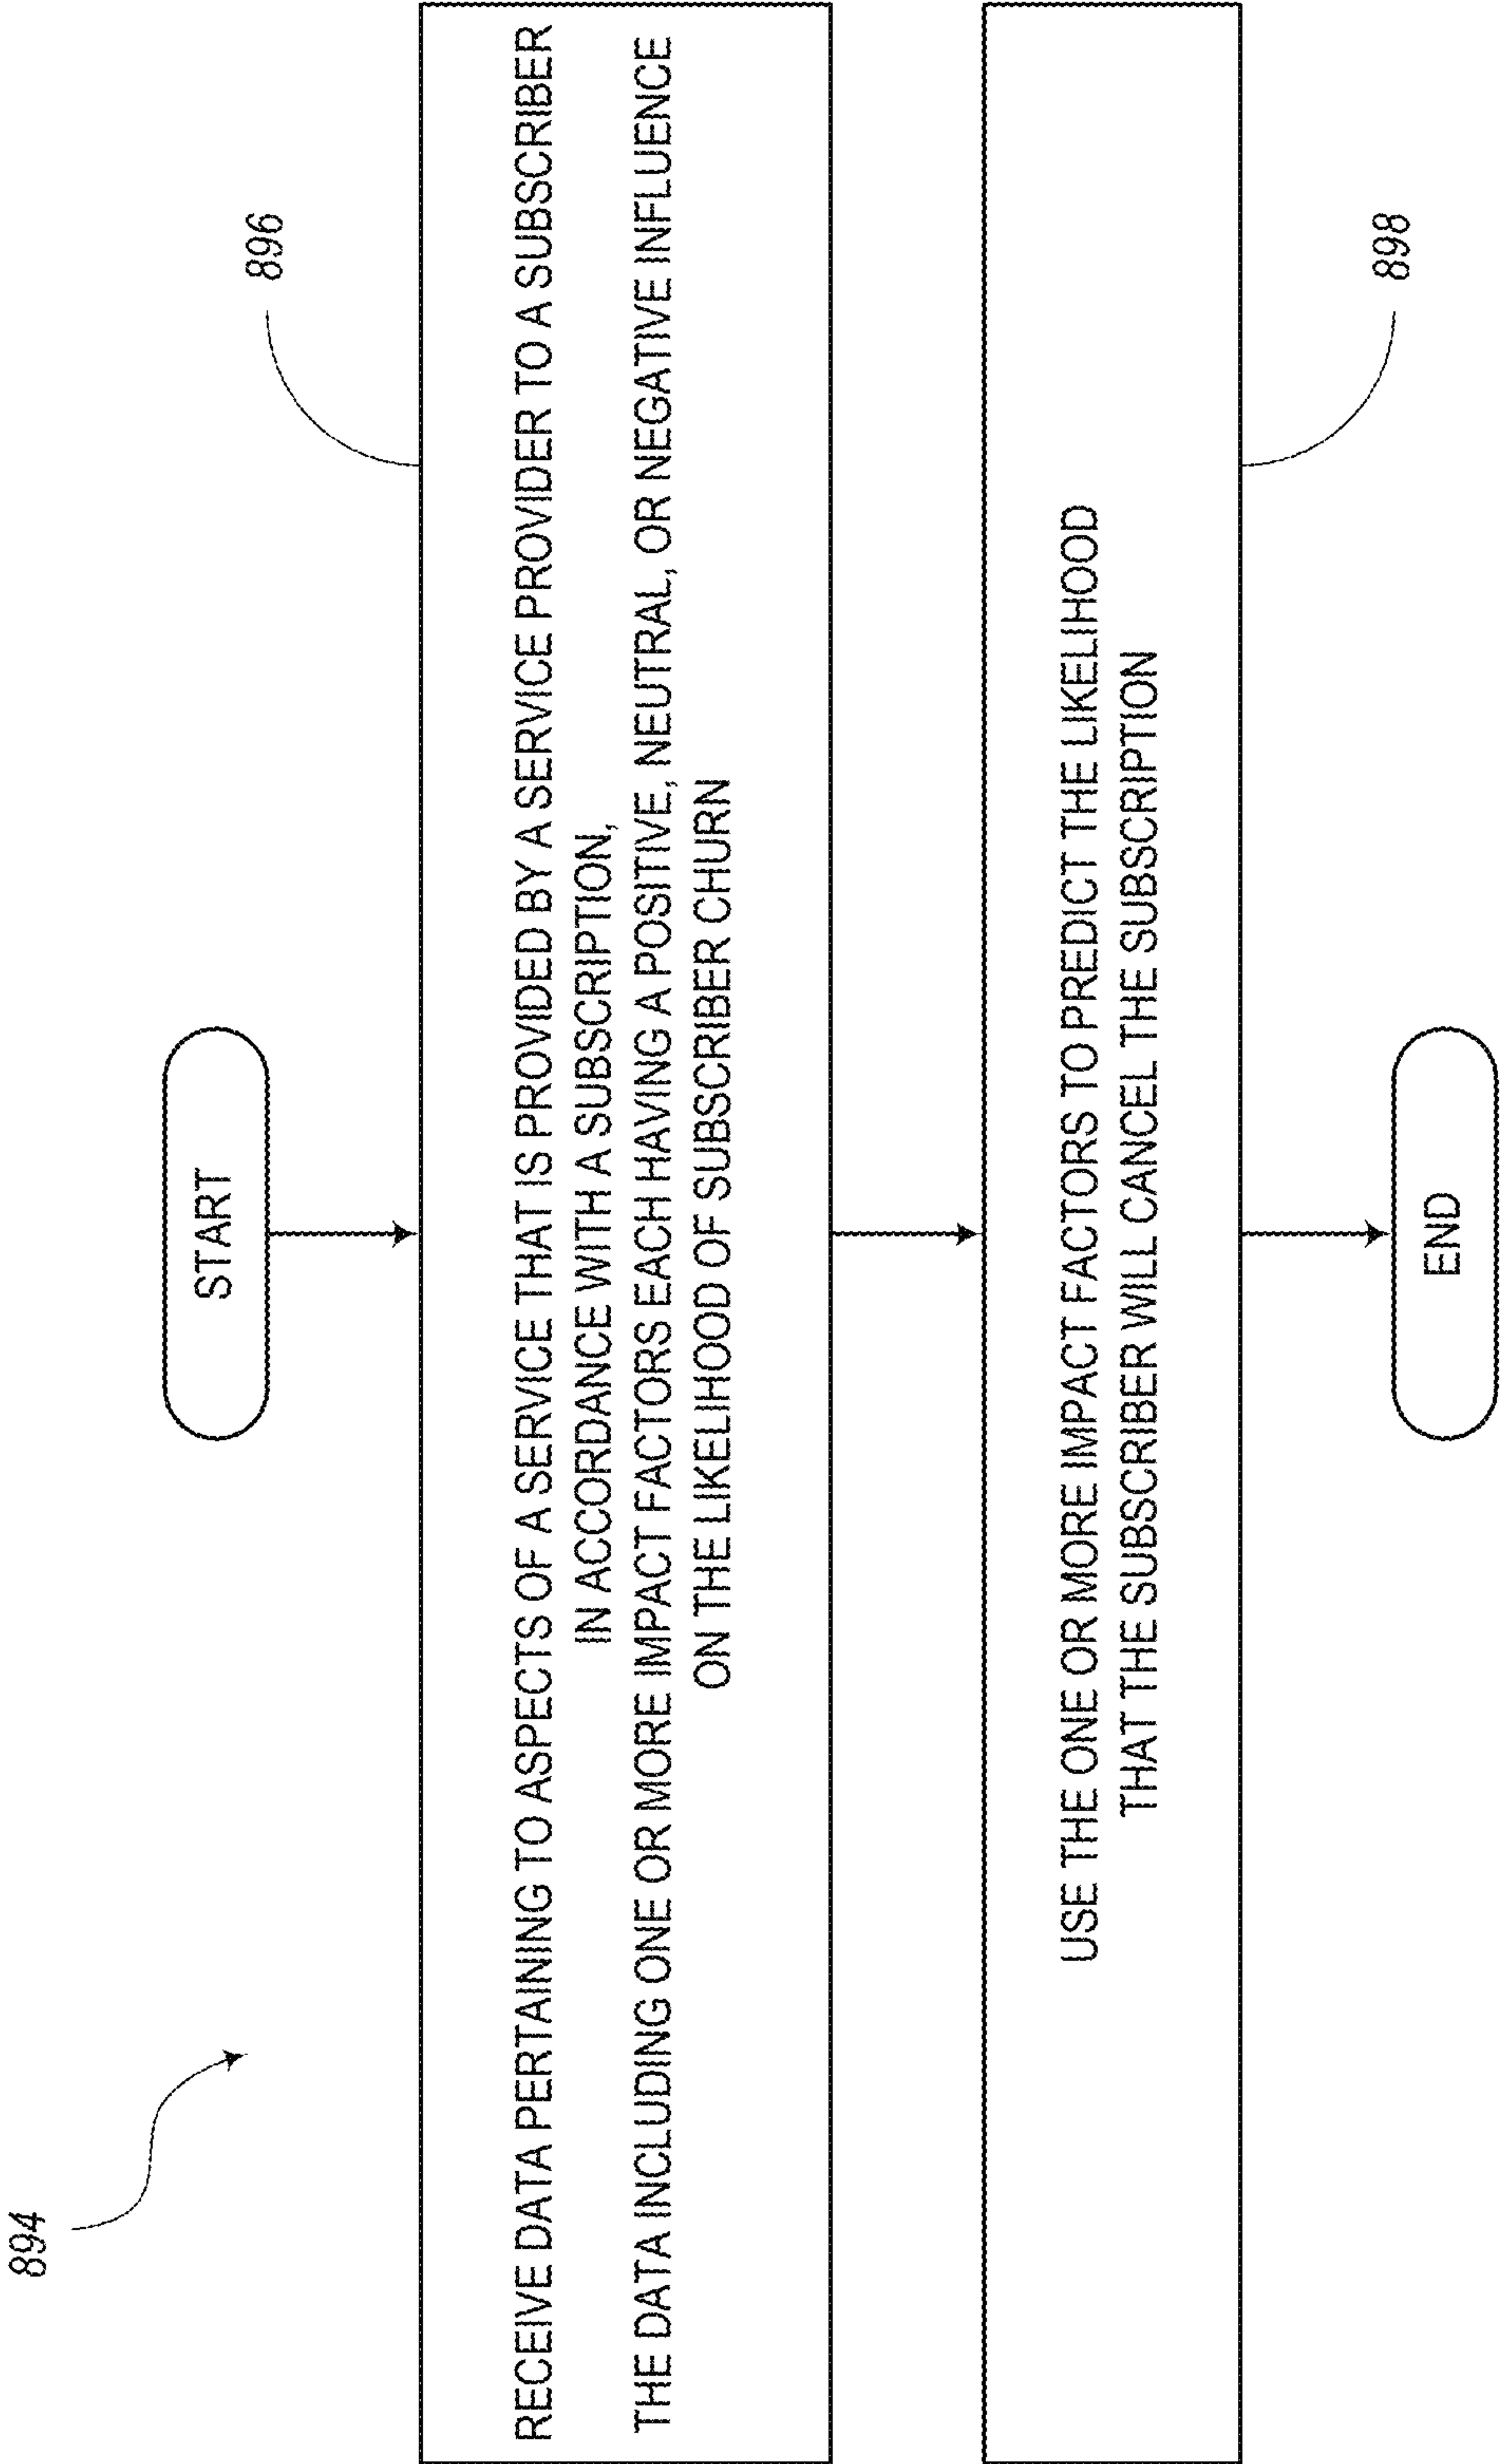 894
START
896
RECEIVE DATA PERTAINING TO ASPECTS OF A SERVICE THAT IS PROVIDED BY A SERVICE PROVIDER TO A SUBSCRIBER
IN ACCORDANCE WITH A SUBSCRIPTION,
THE DATA INCLUDING ONE OR MORE IMPACT FACTORS EACH HAVING A POSITIVE, NEUTRAL, OR NEGATIVE INFLUENCE
ON THE LIKELIHOOD OF SUBSCRIBER CHURN
USE THE ONE OR MORE IMPACT FACTORS TO PREDICT THE LIKELIHOOD
THAT THE SUBSCRIBER WILL CANCEL THE SUBSCRIPTION
898
END